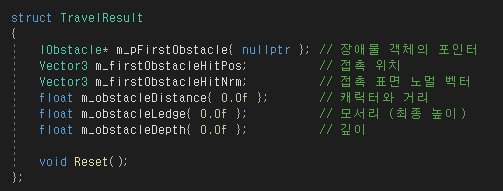 struct TravelResult
{
IObstacle* m_pFirstObstacle{ nullptr }; // 장애물 객체의 포인터
Vector3 m_firstObstacleHitPos; // 접촉 위치
Vector3 m_firstObstacleHitNrm; // 접촉 표면 노멀 벡터
float m_obstacleDistance{ 0.0f }; // 캐릭터와 거리
float m_obstacleLedge{ 0.0f }; // 모서리 (최종 높이)
float m_obstacleDepth{ 0.0f }; // 깊이
void Reset();
};